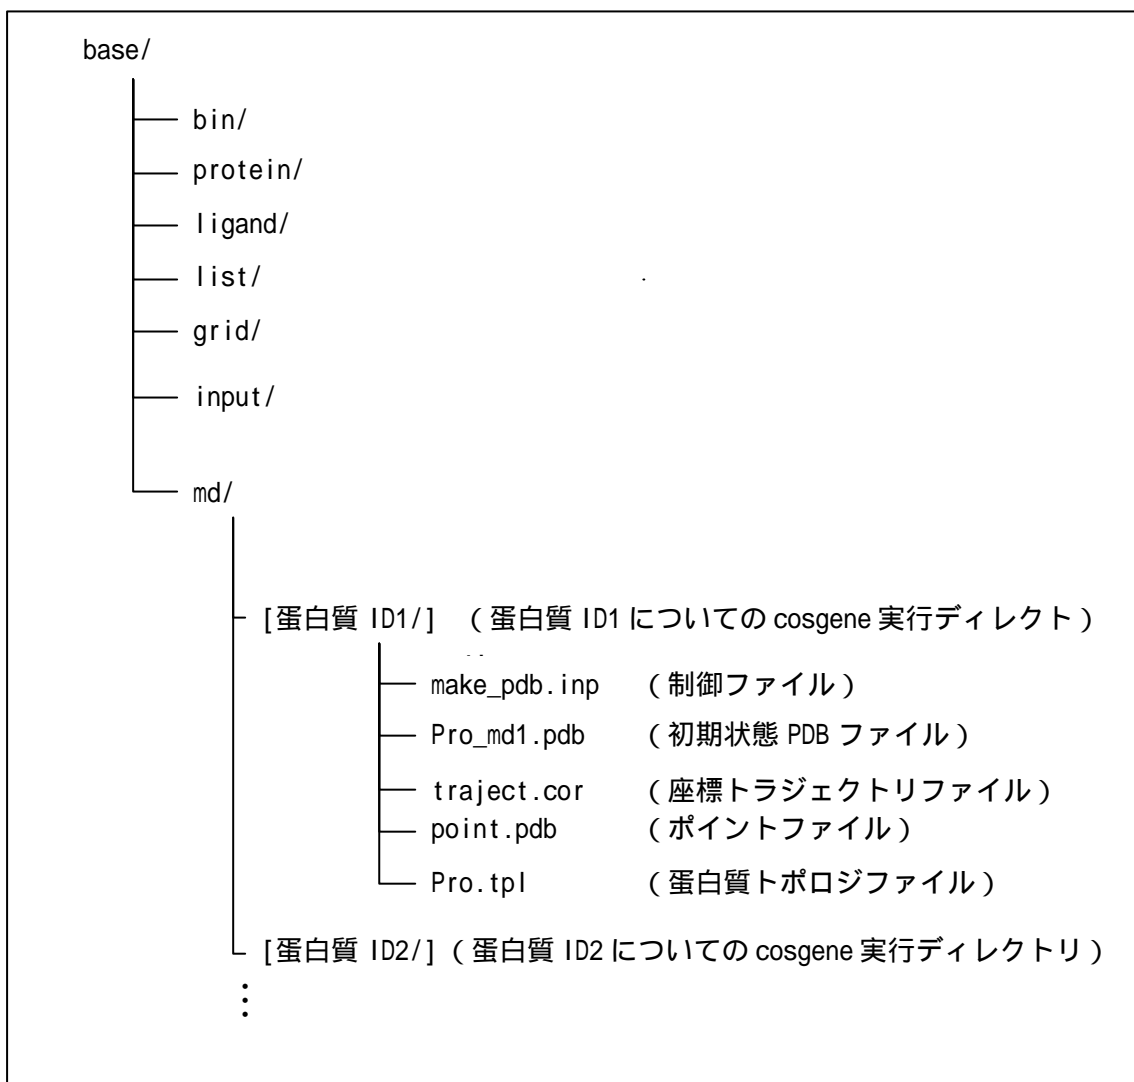 base/
bin/
protein/
ligand/
list/
grid/
input/
md/
[蛋白質 ID1/] （蛋白質 ID1 についての cosgene 実行ディレクト）
make_pdb.inp （制御ファイル）
Pro_md1.pdb （初期状態 PDB ファイル）
traject.cor （座標トラジェクトリファイル）
point.pdb （ポイントファイル）
Pro.tpl （蛋白質トポロジファイル）
[蛋白質 ID2/]（蛋白質 ID2 についての cosgene 実行ディレクトリ）
⋮